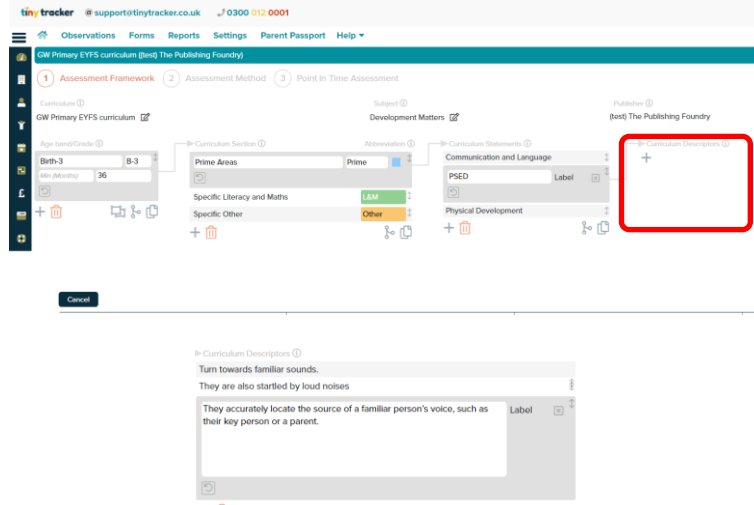 tiny tracker @ support@tinytracker.co.uk 0300 012 0001
Observations Forms Reports Settings Parent Passport Help
GW Primary EYFS curriculum ((test) The Publishing Foundry)
1 Assessment Framework 2 Assessment Method 3 Point in Time Assessment
Curriculum Subject Publisher
GW Primary EYFS curriculum Development Matters (test) The Publishing Foundry
Age band/Grade Curriculum Section Abbreviation Curriculum Statements Curriculum Descriptors
Birth-3 B-3 Prime Areas Prime Communication and Language
Min (Months) 36 PSED Label
Specific Literacy and Maths L&M
Specific Other Other Physical Development
Cancel
Curriculum Descriptors
Turn towards familiar sounds.
They are also startled by loud noises
They accurately locate the source of a familiar person's voice, such as Label
their key person or a parent.